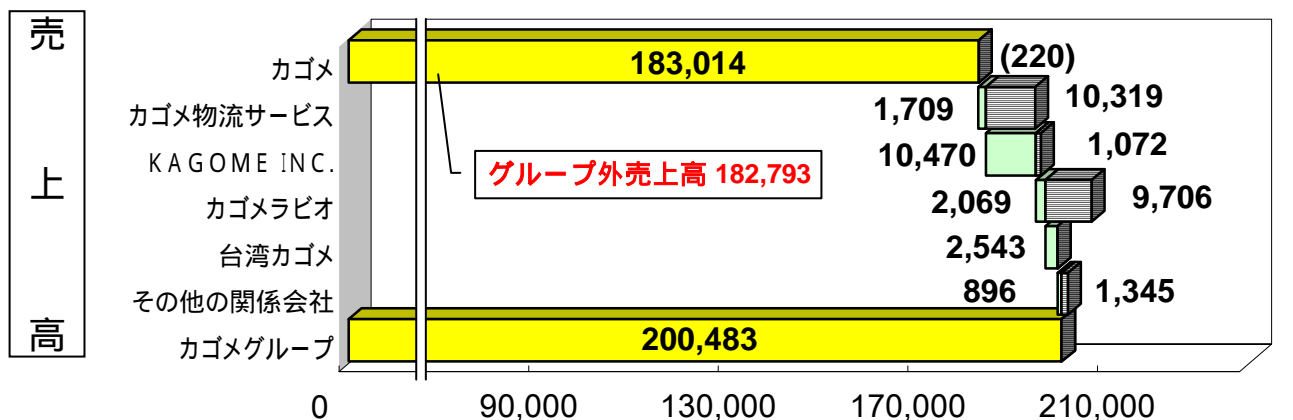 売上高
カゴメ 183,014 (220)
カゴメ物流サービス 1,709 10,319
KAGOME INC. 10,470 1,072
グループ外売上高 182,793
カゴメラビオ 2,069 9,706
台湾カゴメ 2,543
その他の関係会社 896 1,345
カゴメグループ 200,483
0 90,000 130,000 170,000 210,000